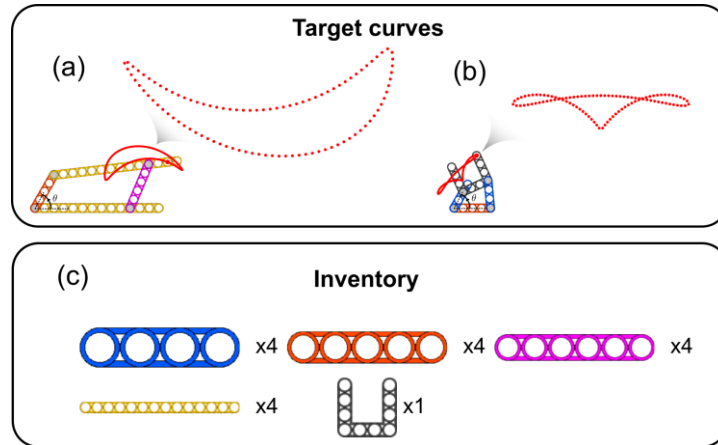 Target curves
(a)
(b)
θ
θ
(c)
Inventory
x4
x4
x4
x4
x1